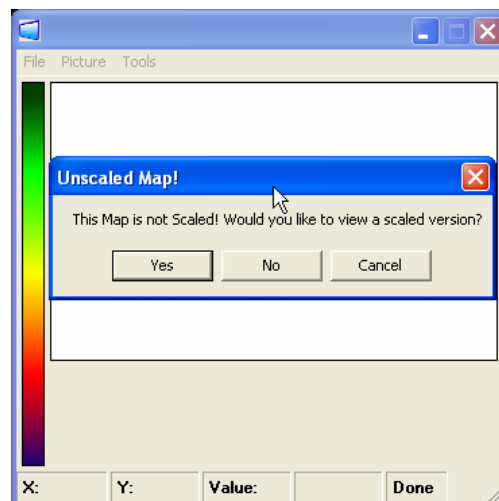 File Picture Tools
Unscaled Map!
This Map is not Scaled! Would you like to view a scaled version?
Yes No Cancel
X: Y: Value: Done